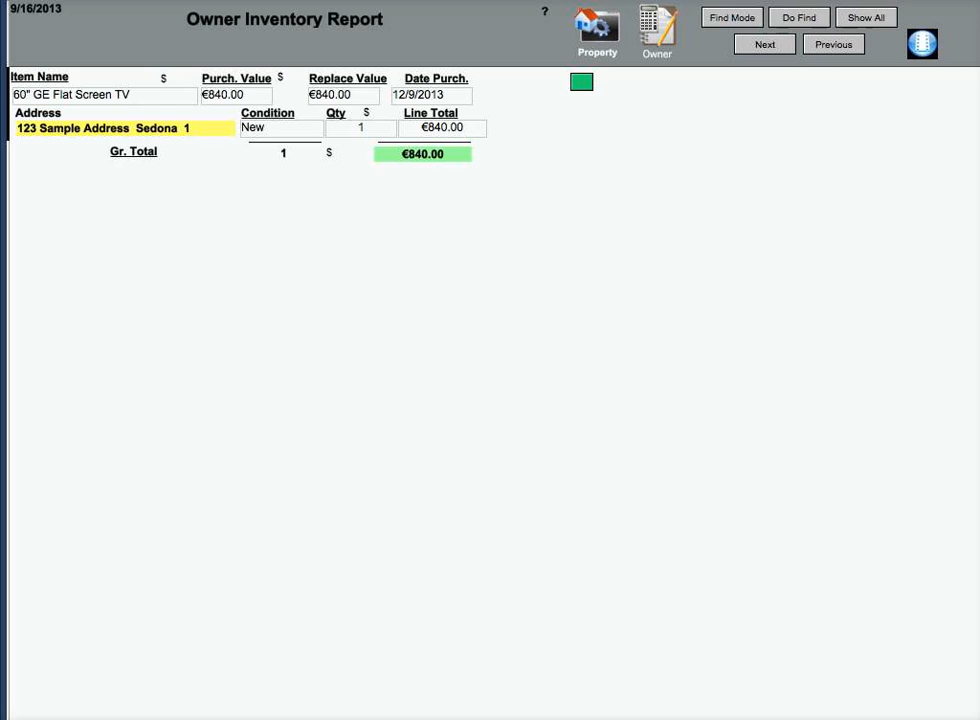 9/16/2013
Owner Inventory Report
?
Property
Owner
Find Mode
Do Find
Show All
Next
Previous
Item Name $ Purch. Value $ Replace Value Date Purch.
60" GE Flat Screen TV €840.00 €840.00 12/9/2013
Address Condition Qty $ Line Total
123 Sample Address Sedona 1 New 1 €840.00
Gr. Total 1 $ €840.00